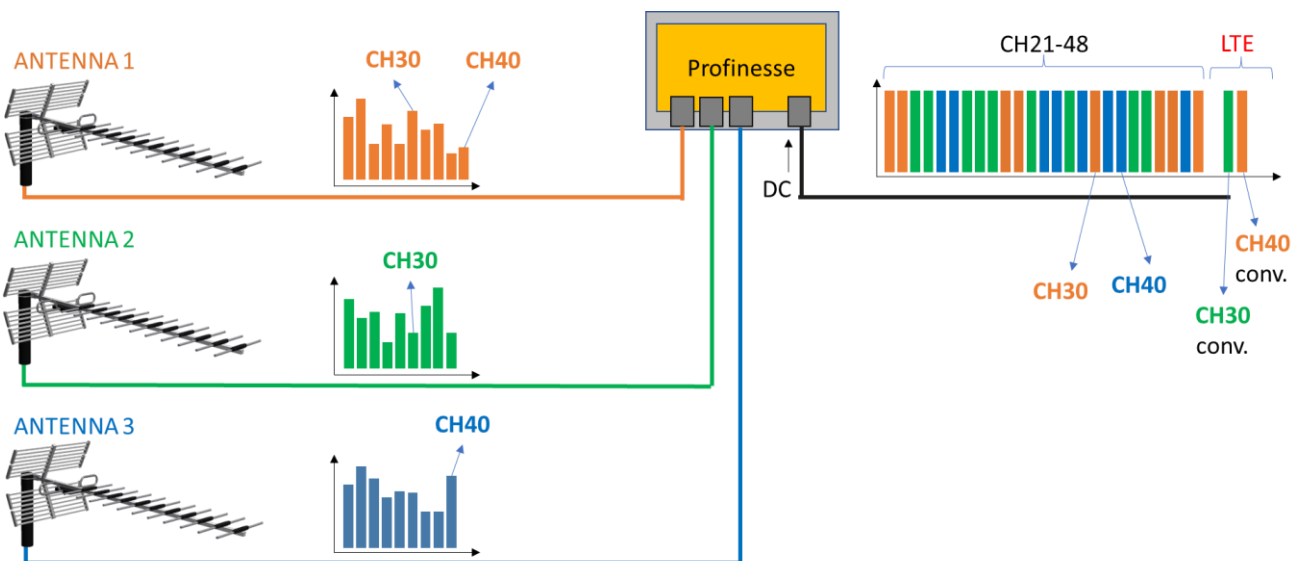 ANTENNA 1
CH30
CH40
Profinesse
CH21-48
LTE
DC
ANTENNA 2
CH30
CH30
CH40
CH40
conv.
CH30
conv.
ANTENNA 3
CH40